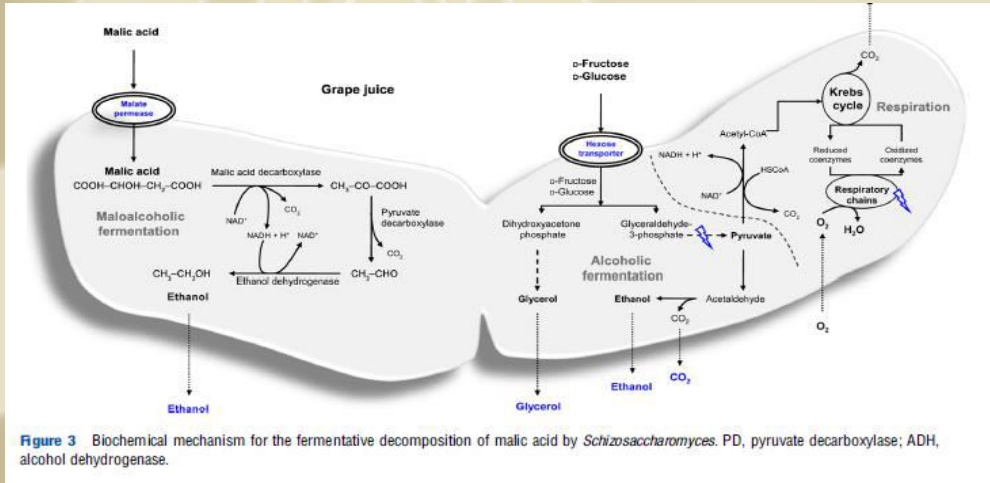 Malic acid
Grape juice
Malate
permease
Malic acid
COOH–CHOH–CH₂–COOH
Malic acid decarboxylase
CH₃–CO–COOH
CO₂
NAD⁺
Maloalcoholic
fermentation
Pyruvate
decarboxylase
NADH + H⁺
NAD⁺
CO₂
CH₃–CH₂OH
Ethanol dehydrogenase
CH₃–CHO
Ethanol
Ethanol
D-Fructose
D-Glucose
Hexose
transporter
D-Fructose
D-Glucose
Dihydroxyacetone
phosphate
Glyceraldehyde-
3-phosphate
Pyruvate
Alcoholic
fermentation
Glycerol
Ethanol
Acetaldehyde
CO₂
Glycerol
Ethanol
CO₂
NADH + H⁺
NAD⁺
Acetyl-CoA
HSCoA
CO₂
CO₂
Krebs
cycle
Respiration
Reduced
coenzymes
Oxidized
coenzymes
Respiratory
chains
O₂
H₂O
O₂
Figure 3 Biochemical mechanism for the fermentative decomposition of malic acid by Schizosaccharomyces. PD, pyruvate decarboxylase; ADH,
alcohol dehydrogenase.